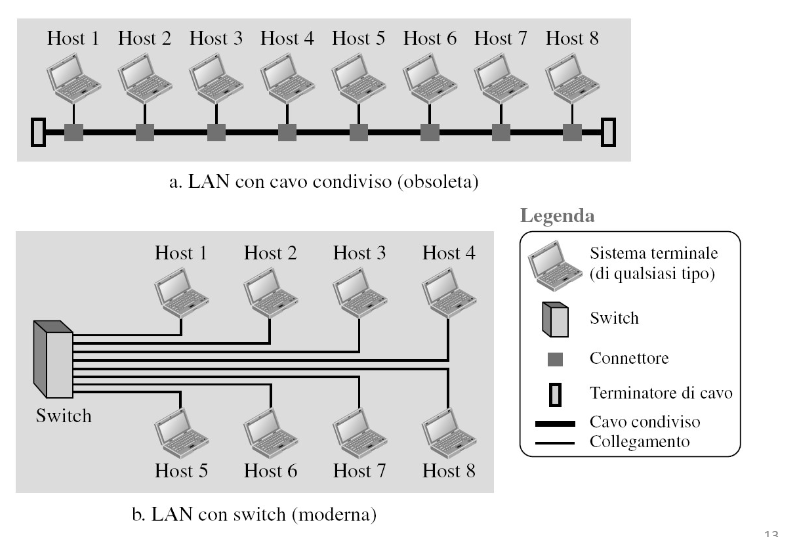 Host 1 Host 2 Host 3 Host 4 Host 5 Host 6 Host 7 Host 8
a. LAN con cavo condiviso (obsoleta)
Host 1 Host 2 Host 3 Host 4
Switch
Host 5 Host 6 Host 7 Host 8
b. LAN con switch (moderna)
Legenda
Sistema terminale
(di qualsiasi tipo)
Switch
Connettore
Terminatore di cavo
Cavo condiviso
Collegamento
13